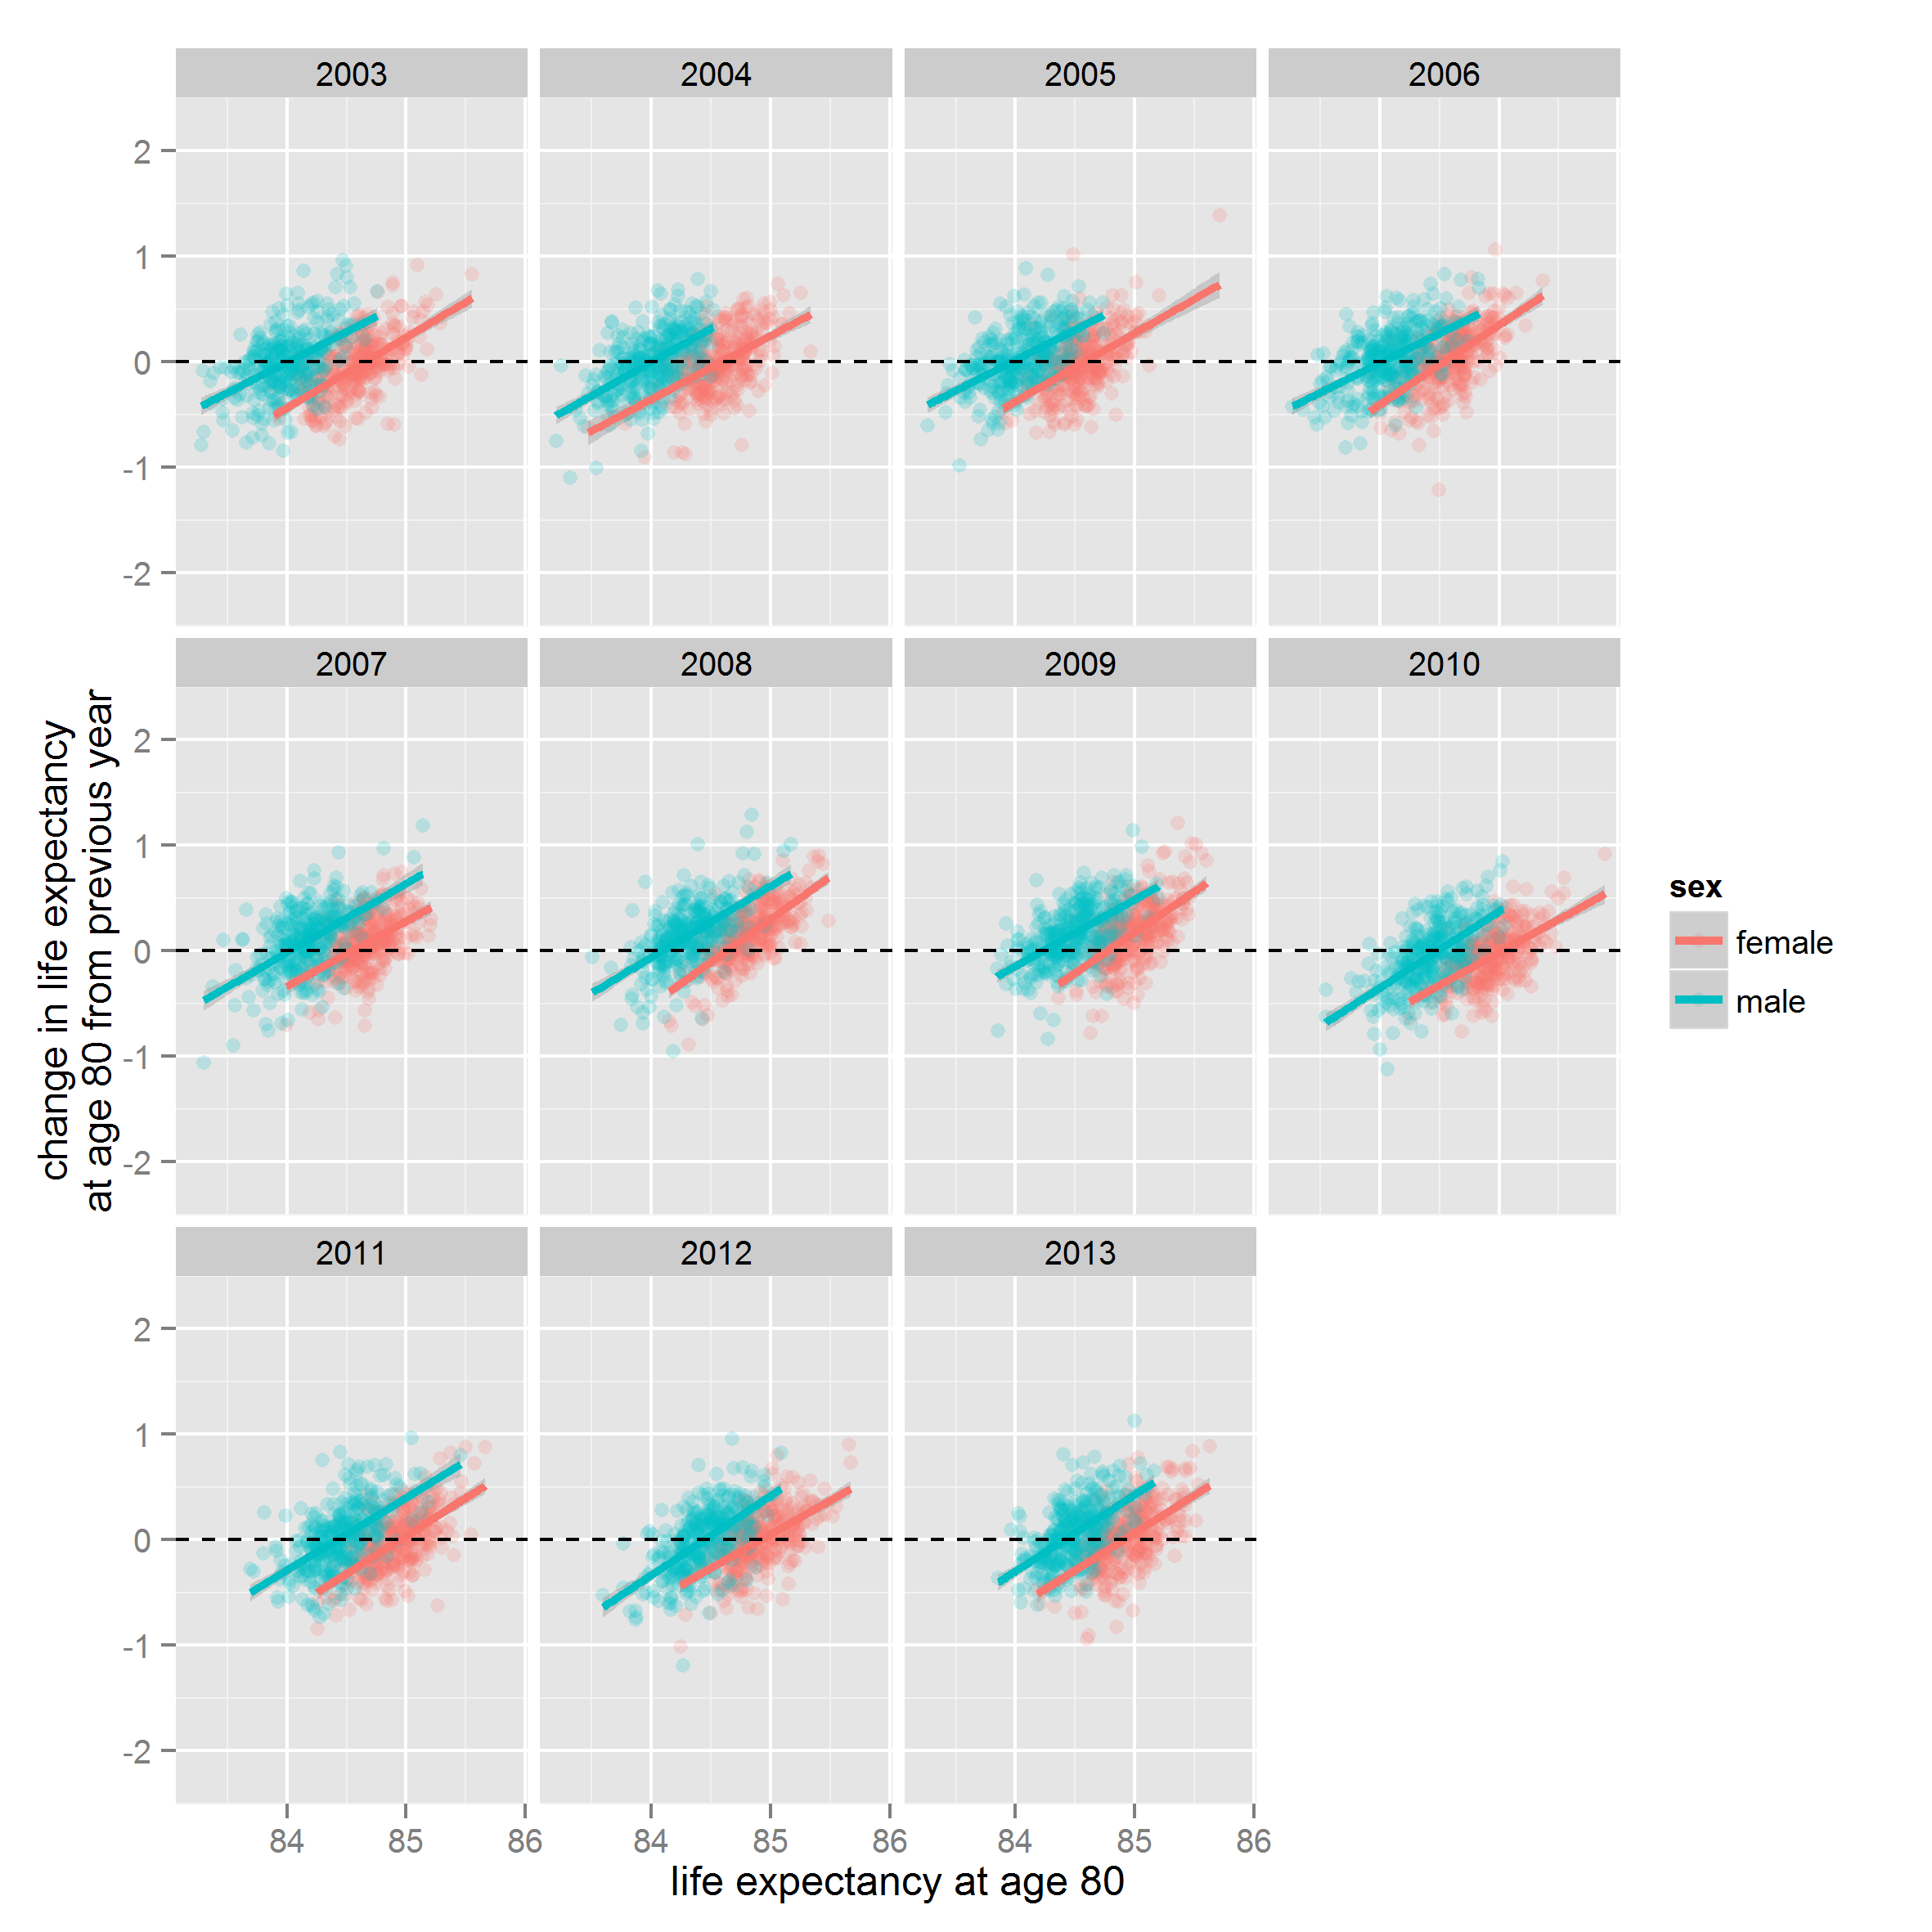 2003 2004 2005 2006
2
1
0
-1
-2
2007 2008 2009 2010
2
1
0
-1
-2
change in life expectancy
at age 80 from previous year
sex
female
male
2011 2012 2013
2
1
0
-1
-2
84 85 86 84 85 86 84 85 86
life expectancy at age 80